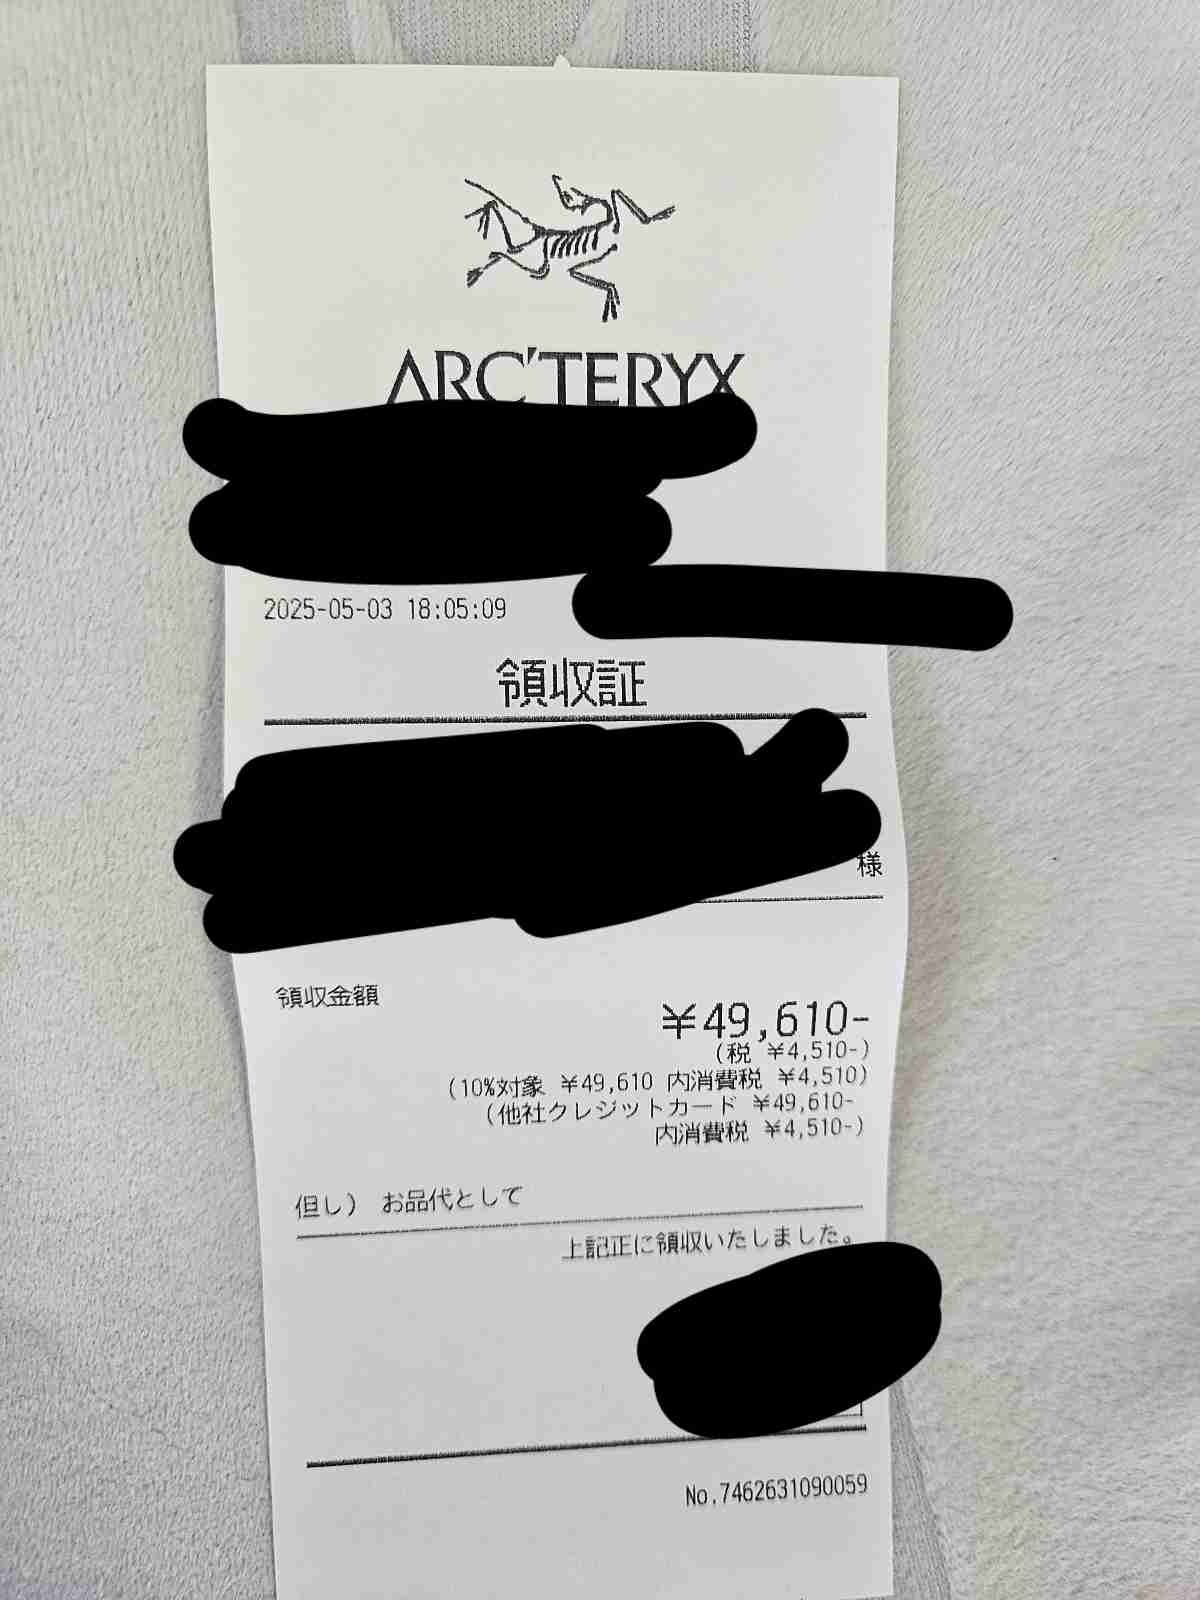 ARC'TERYX
2025-05-03 18:05:09
領収証
様
領収金額
¥49,610-
(税 ¥4,510-)
(10%対象 ¥49,610 内消費税 ¥4,510)
(他社クレジットカード ¥49,610-
内消費税 ¥4,510-)
但し) お品代として
上記正に領収いたしました。
No.7462631090059